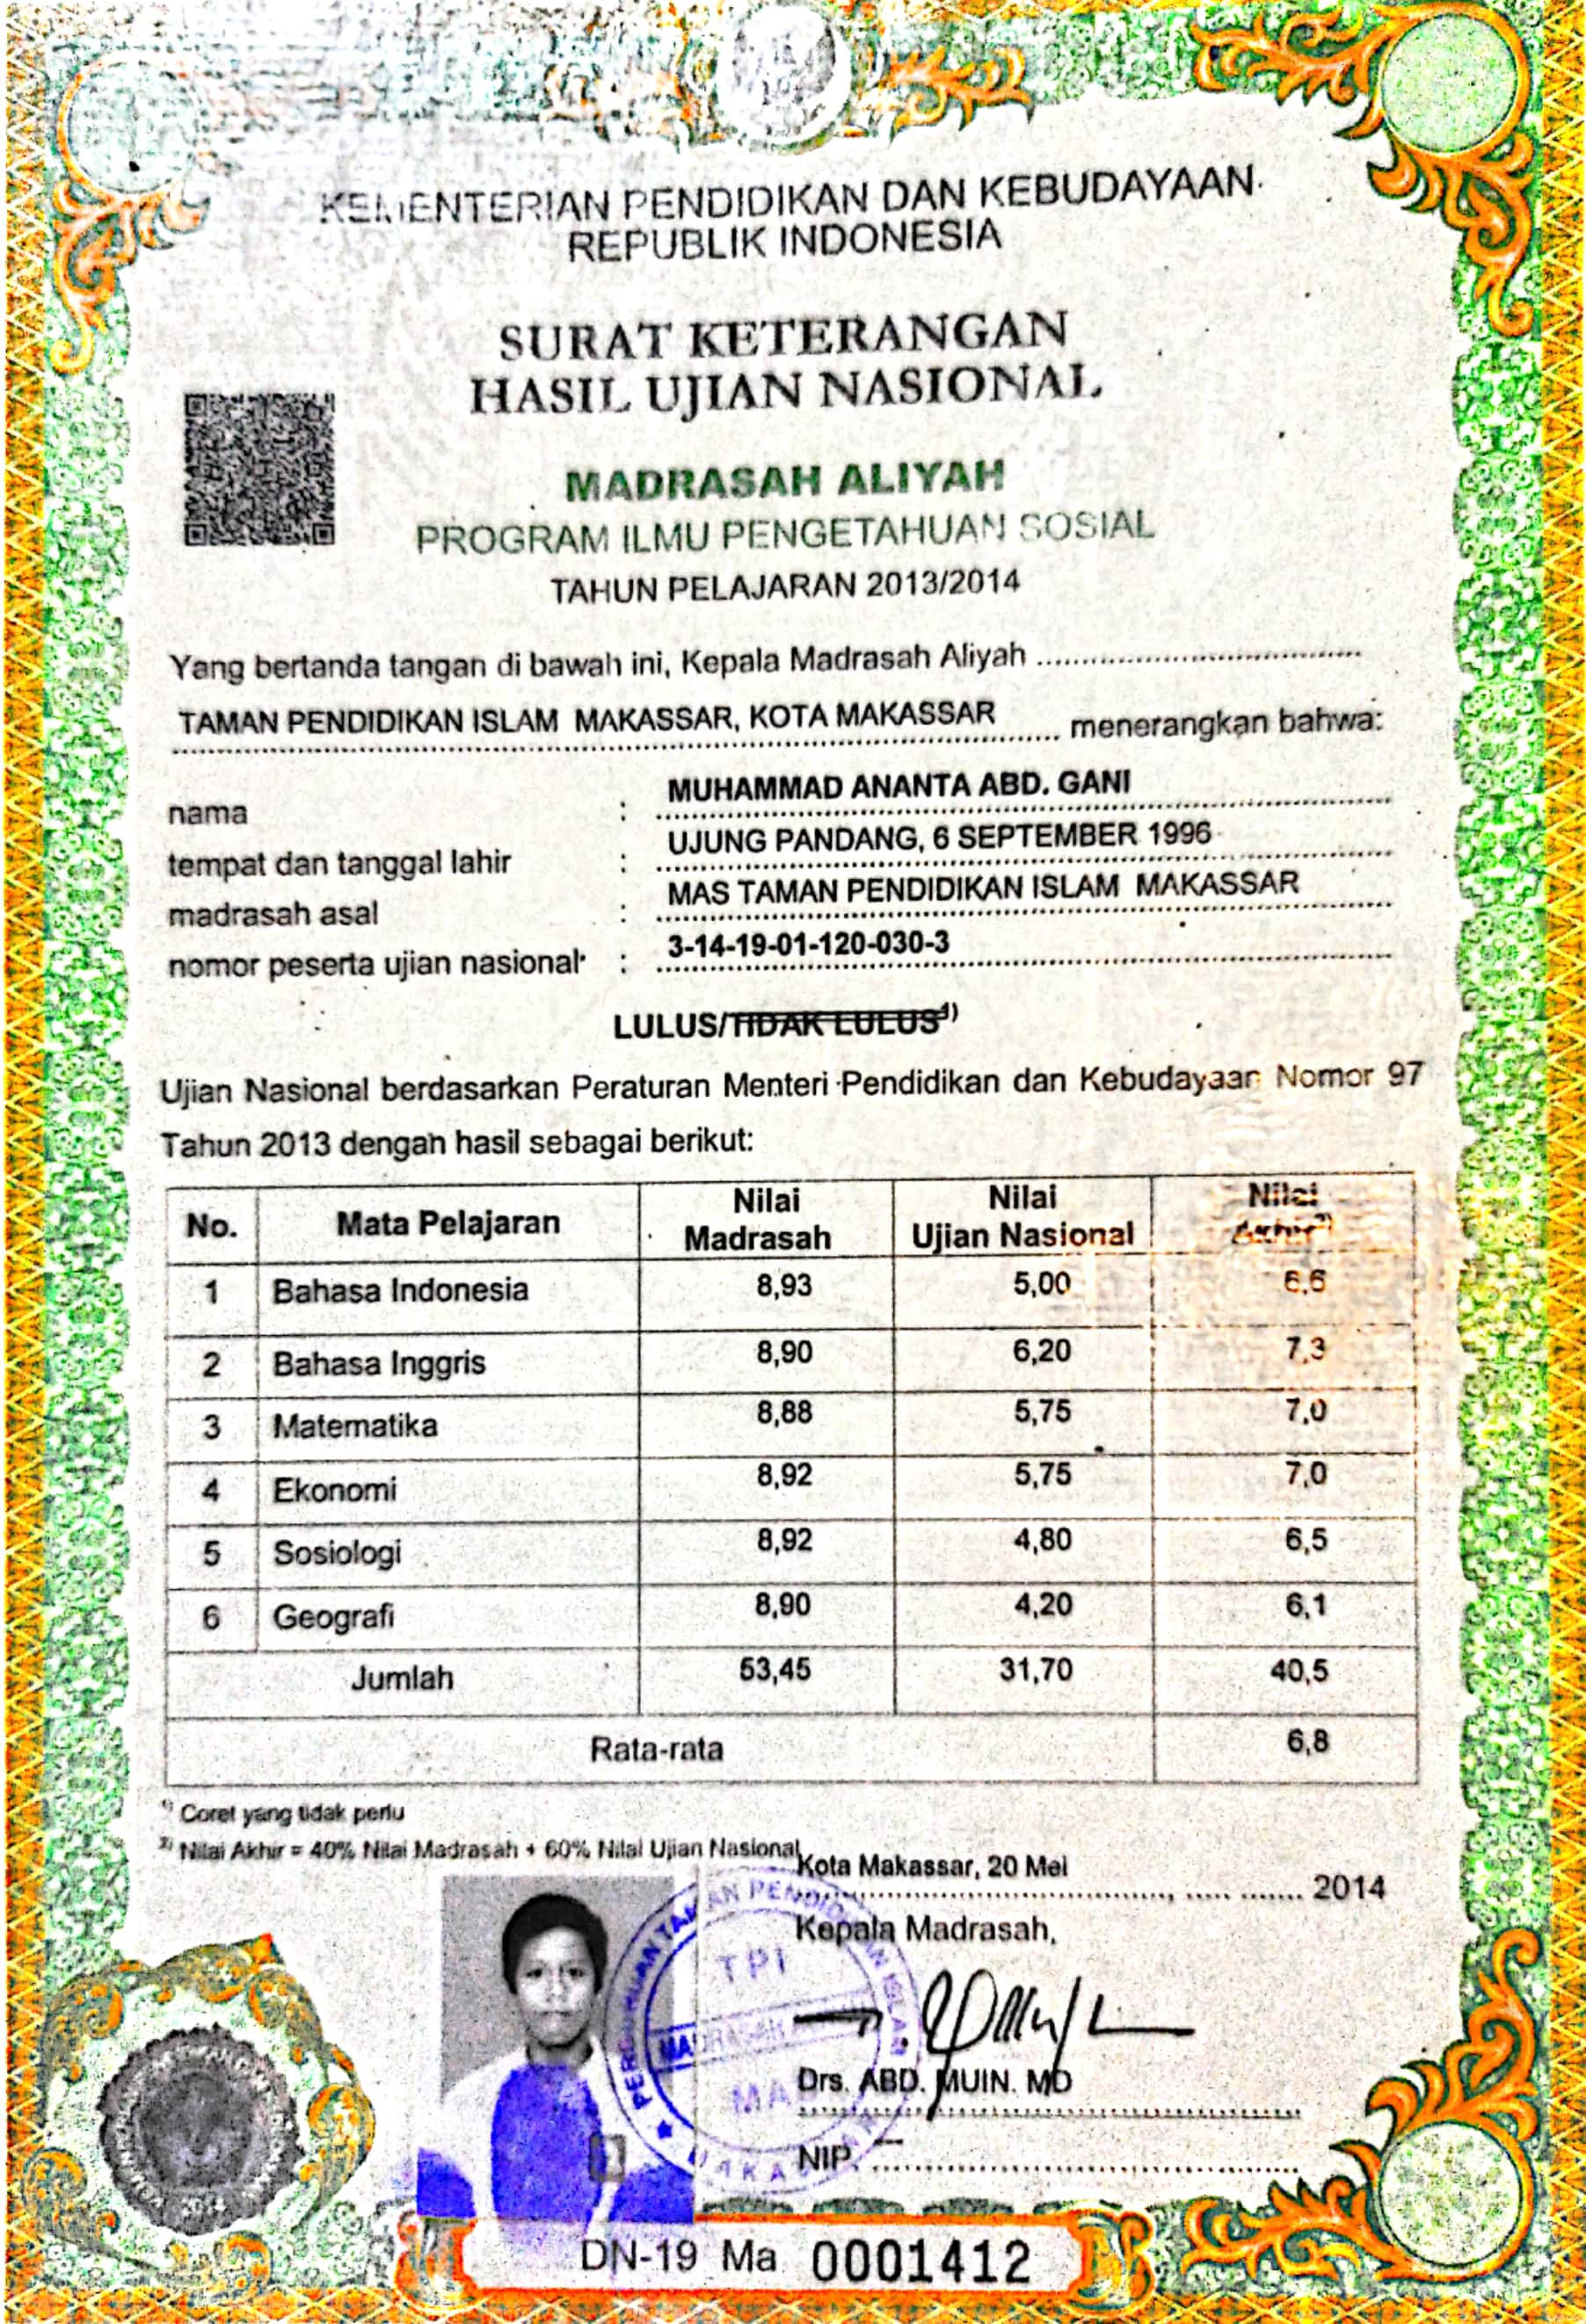 KEMENTERIAN PENDIDIKAN DAN KEBUDAYAAN
REPUBLIK INDONESIA
SURAT KETERANGAN
HASIL UJIAN NASIONAL
MADRASAH ALIYAH
PROGRAM ILMU PENGETAHUAN SOSIAL
TAHUN PELAJARAN 2013/2014
Yang bertanda tangan di bawah ini, Kepala Madrasah Aliyah
TAMAN PENDIDIKAN ISLAM MAKASSAR, KOTA MAKASSAR menerangkan bahwa:
nama : MUHAMMAD ANANTA ABD. GANI
tempat dan tanggal lahir : UJUNG PANDANG, 6 SEPTEMBER 1996
madrasah asal : MAS TAMAN PENDIDIKAN ISLAM MAKASSAR
nomor peserta ujian nasional : 3-14-19-01-120-030-3
LULUS/TIDAK LULUS¹⁾
Ujian Nasional berdasarkan Peraturan Menteri Pendidikan dan Kebudayaan Nomor 97
Tahun 2013 dengan hasil sebagai berikut:
No. Mata Pelajaran Nilai Madrasah Nilai Ujian Nasional Nilai Akhir²⁾
1 Bahasa Indonesia 8,93 5,00 6,6
2 Bahasa Inggris 8,90 6,20 7,3
3 Matematika 8,88 5,75 7,0
4 Ekonomi 8,92 5,75 7,0
5 Sosiologi 8,92 4,80 6,5
6 Geografi 8,90 4,20 6,1
Jumlah 53,45 31,70 40,5
Rata-rata 6,8
¹⁾ Coret yang tidak perlu
²⁾ Nilai Akhir = 40% Nilai Madrasah + 60% Nilai Ujian Nasional
Kota Makassar, 20 Mei 2014
Kepala Madrasah,
TPI
Drs. ABD. MUIN. MD
NIP. —
DN-19 Ma 0001412